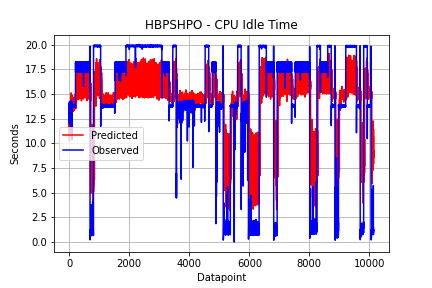 HBPSHPO - CPU Idle Time
20.0
17.5
15.0
12.5
10.0
7.5
5.0
2.5
0.0
Seconds
Predicted
Observed
0 2000 4000 6000 8000 10000
Datapoint